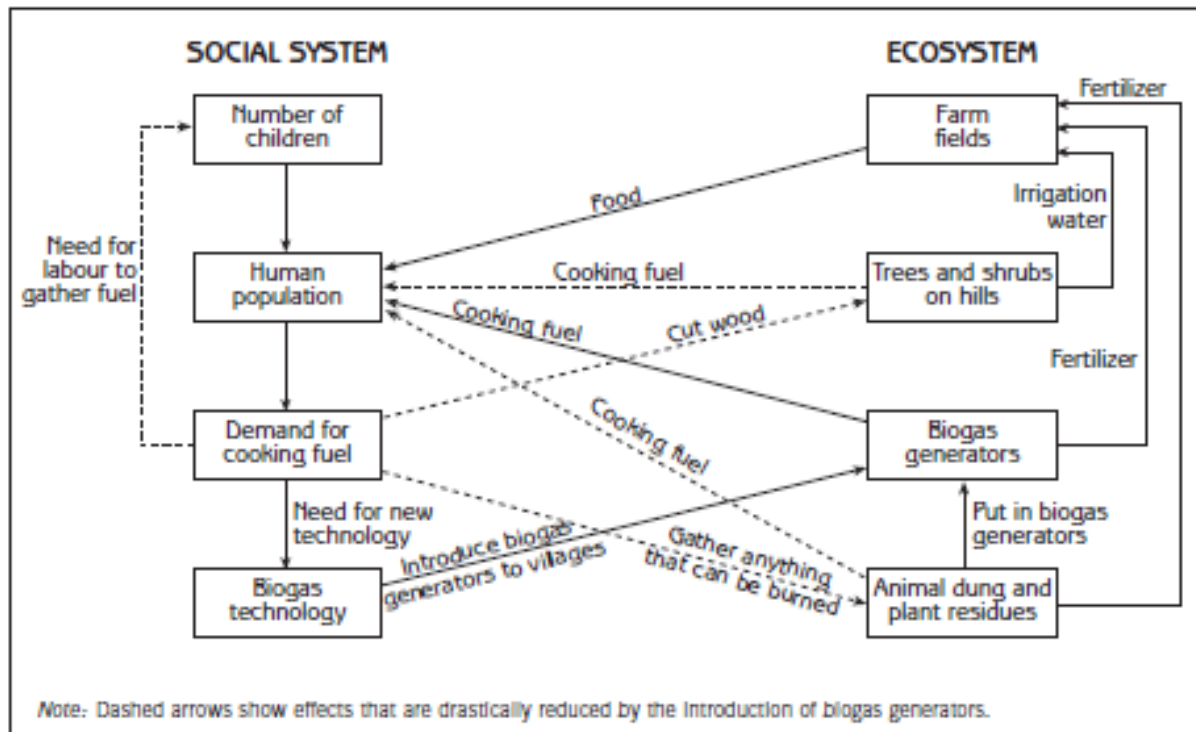 SOCIAL SYSTEM
ECOSYSTEM
Number of
children
Farm
fields
Fertilizer
Food
Irrigation
water
Need for
labour to
gather fuel
Human
population
Cooking fuel
Trees and shrubs
on hills
Cooking fuel
Cut wood
Fertilizer
Demand for
cooking fuel
Cooking fuel
Biogas
generators
Need for new
technology
Put in biogas
generators
Introduce biogas
generators to villages
Gather anything
that can be burned
Biogas
technology
Animal dung and
plant residues
Note: Dashed arrows show effects that are drastically reduced by the introduction of biogas generators.